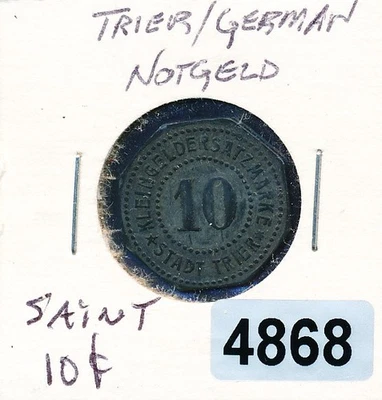 TRIER/GERMAN
NOTGELD
KLEINGELDERSATZMARKE
10
★ STADT TRIER ★
SAINT
10¢
4868